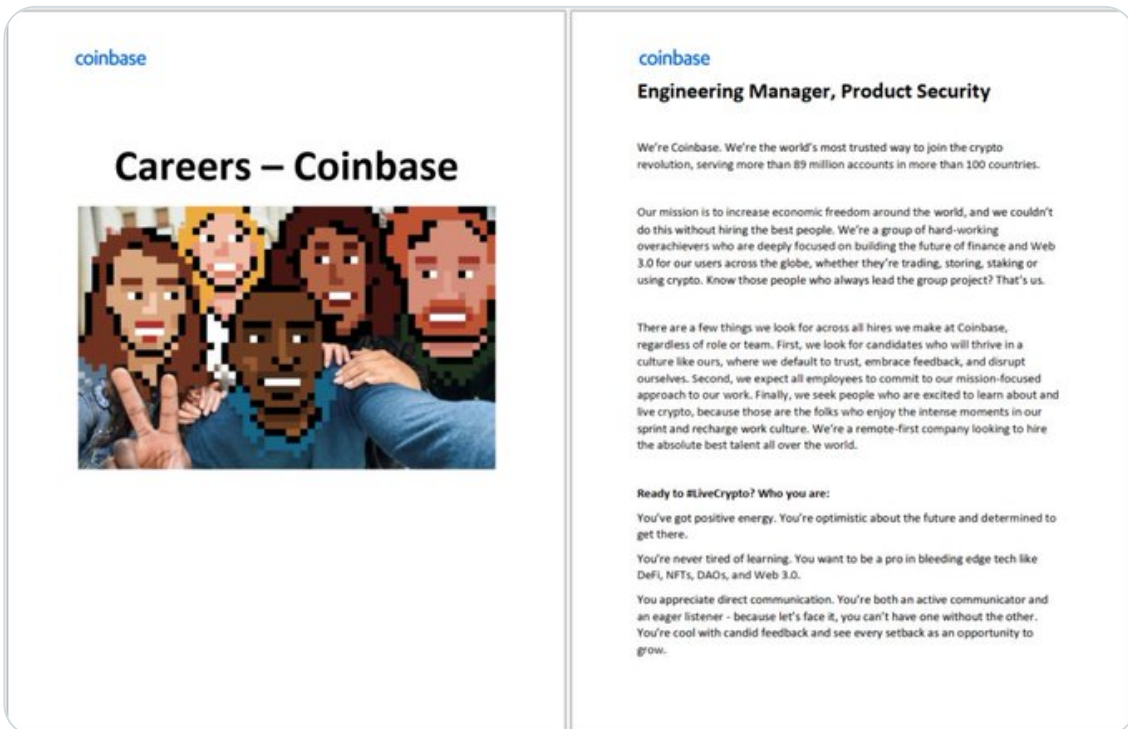 coinbase
Careers – Coinbase
coinbase
Engineering Manager, Product Security
We're Coinbase. We're the world's most trusted way to join the crypto
revolution, serving more than 89 million accounts in more than 100 countries.
Our mission is to increase economic freedom around the world, and we couldn't
do this without hiring the best people. We're a group of hard-working
overachievers who are deeply focused on building the future of finance and Web
3.0 for our users across the globe, whether they're trading, storing, staking or
using crypto. Know those people who always lead the group project? That's us.
There are a few things we look for across all hires we make at Coinbase,
regardless of role or team. First, we look for candidates who will thrive in a
culture like ours, where we default to trust, embrace feedback, and disrupt
ourselves. Second, we expect all employees to commit to our mission-focused
approach to our work. Finally, we seek people who are excited to learn about and
live crypto, because those are the folks who enjoy the intense moments in our
sprint and recharge work culture. We're a remote-first company looking to hire
the absolute best talent all over the world.
Ready to #LiveCrypto? Who you are:
You've got positive energy. You're optimistic about the future and determined to
get there.
You're never tired of learning. You want to be a pro in bleeding edge tech like
DeFi, NFTs, DAOs, and Web 3.0.
You appreciate direct communication. You're both an active communicator and
an eager listener - because let's face it, you can't have one without the other.
You're cool with candid feedback and see every setback as an opportunity to
grow.